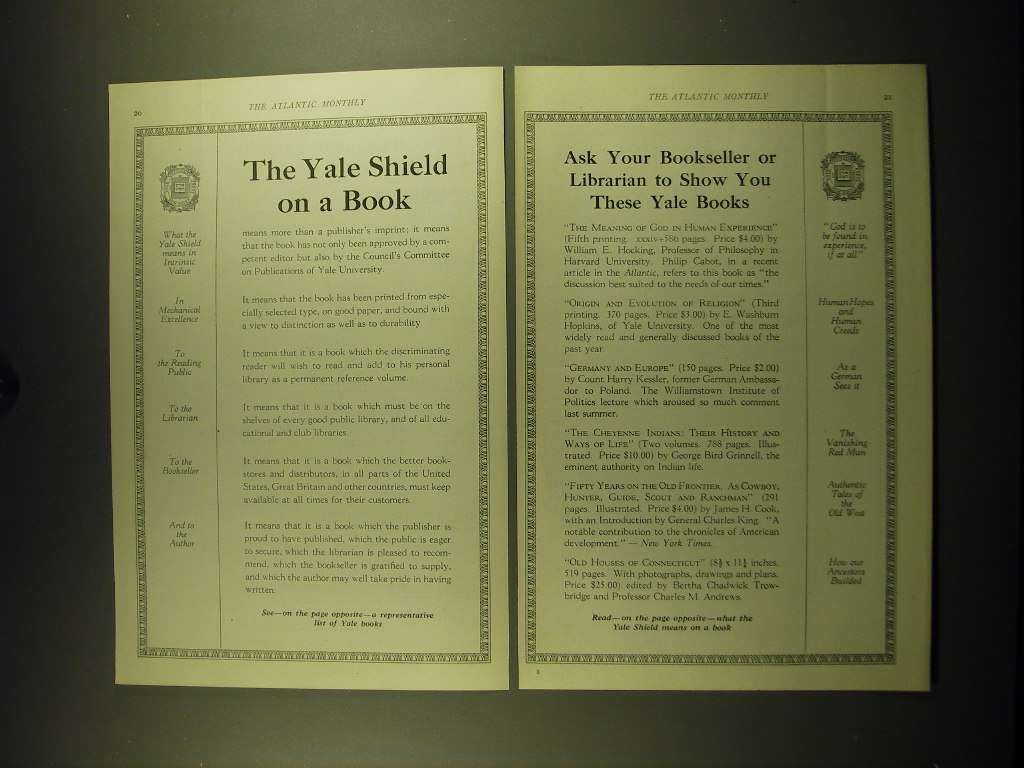 20
THE ATLANTIC MONTHLY
What the
Yale Shield
means in
Intrinsic
Value
In
Mechanical
Excellence
To
the Reading
Public
To the
Librarian
To the
Bookseller
And to
the
Author
The Yale Shield
on a Book
means more than a publisher's imprint; it means
that the book has not only been approved by a com-
petent editor but also by the Council's Committee
on Publications of Yale University.
It means that the book has been printed from espe-
cially selected type, on good paper, and bound with
a view to distinction as well as to durability.
It means that it is a book which the discriminating
reader will wish to read and add to his personal
library as a permanent reference volume.
It means that it is a book which must be on the
shelves of every good public library, and of all edu-
cational and club libraries.
It means that it is a book which the better book-
stores and distributors, in all parts of the United
States, Great Britain and other countries, must keep
available at all times for their customers.
It means that it is a book which the publisher is
proud to have published, which the public is eager
to secure, which the librarian is pleased to recom-
mend, which the bookseller is gratified to supply,
and which the author may well take pride in having
written.
See—on the page opposite—a representative
list of Yale books
THE ATLANTIC MONTHLY
21
Ask Your Bookseller or
Librarian to Show You
These Yale Books
"THE MEANING OF GOD IN HUMAN EXPERIENCE"
(Fifth printing. xxxiv+586 pages. Price $4.00) by
William E. Hocking, Professor of Philosophy in
Harvard University. Philip Cabot, in a recent
article in the Atlantic, refers to this book as "the
discussion best suited to the needs of our times."
"ORIGIN AND EVOLUTION OF RELIGION" (Third
printing. 370 pages. Price $3.00) by E. Washburn
Hopkins, of Yale University. One of the most
widely read and generally discussed books of the
past year.
"GERMANY AND EUROPE" (150 pages. Price $2.00)
by Count Harry Kessler, former German Ambassa-
dor to Poland. The Williamstown Institute of
Politics lecture which aroused so much comment
last summer.
"THE CHEYENNE INDIANS: THEIR HISTORY AND
WAYS OF LIFE" (Two volumes. 788 pages. Illus-
trated. Price $10.00) by George Bird Grinnell, the
eminent authority on Indian life.
"FIFTY YEARS ON THE OLD FRONTIER. AS COWBOY,
HUNTER, GUIDE, SCOUT AND RANCHMAN" (291
pages. Illustrated. Price $4.00) by James H. Cook,
with an Introduction by General Charles King. "A
notable contribution to the chronicles of American
development." — New York Times.
"OLD HOUSES OF CONNECTICUT" (8½ x 11½ inches.
519 pages. With photographs, drawings and plans.
Price $25.00) edited by Bertha Chadwick Trow-
bridge and Professor Charles M. Andrews.
Read—on the page opposite—what the
Yale Shield means on a book
"God is to
be found in
experience,
if at all"
Human Hopes
and
Human
Creeds
As a
German
Sees it
The
Vanishing
Red Man
Authentic
Tales of
the
Old West
How our
Ancestors
Builded